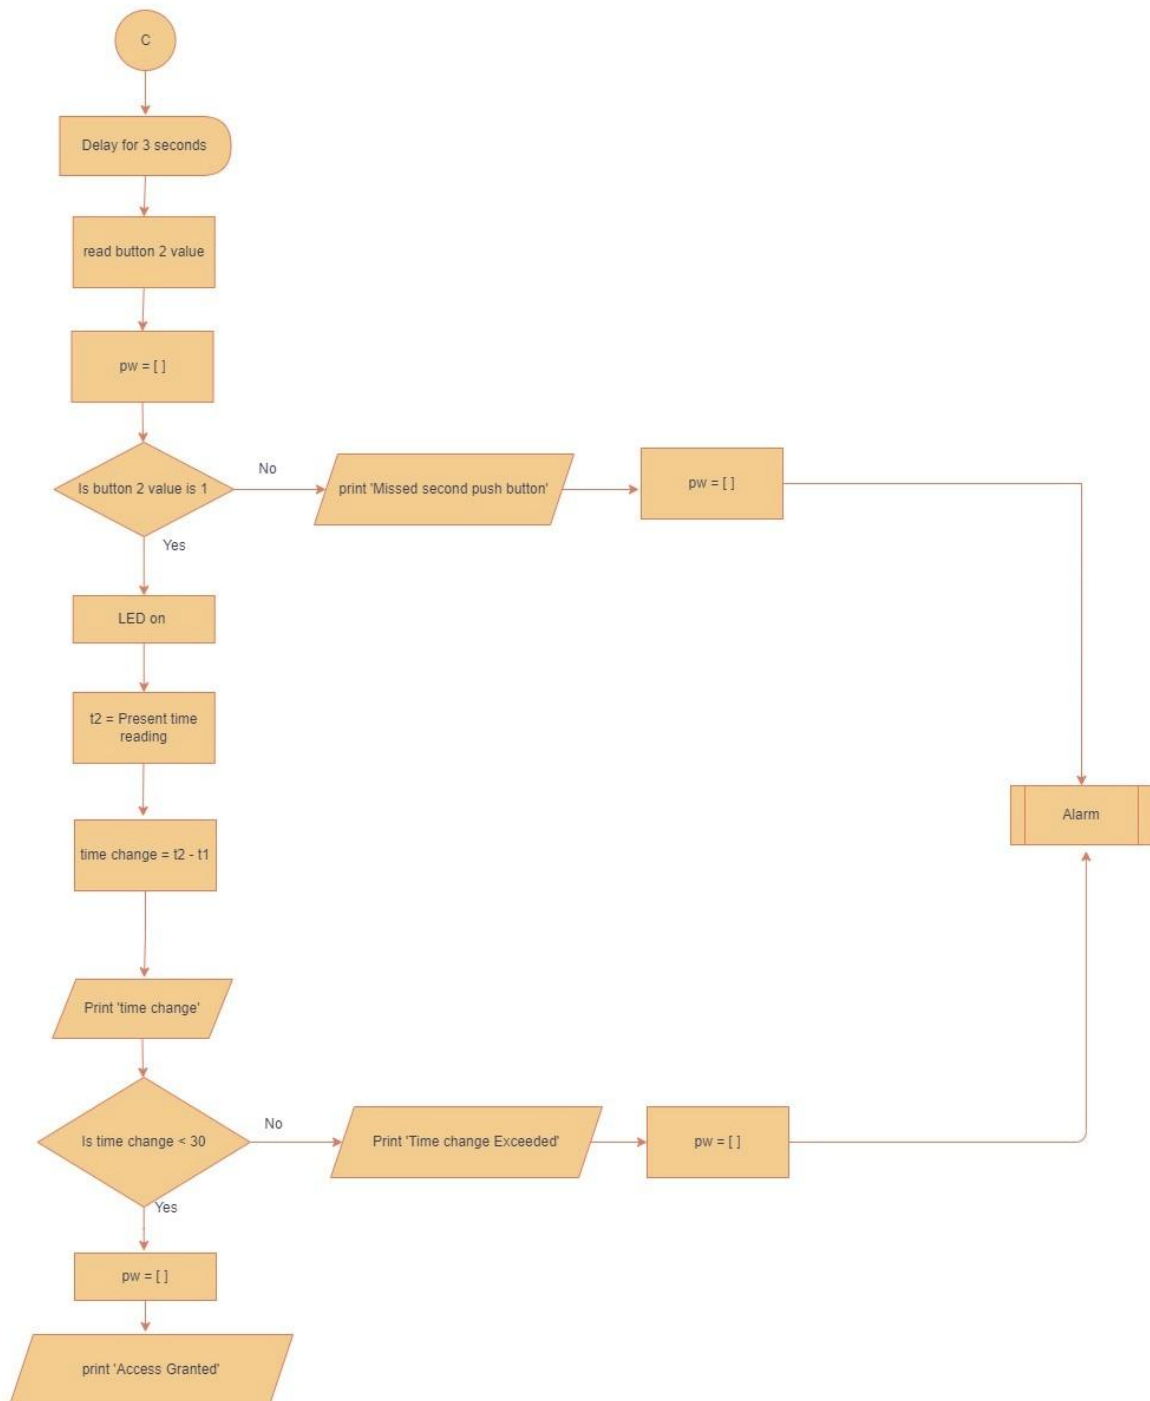 C
Delay for 3 seconds
read button 2 value
pw = [ ]
Is button 2 value is 1
No
print 'Missed second push button'
pw = [ ]
Yes
LED on
t2 = Present time
reading
time change = t2 - t1
Alarm
Print 'time change'
Is time change < 30
No
Print 'Time change Exceeded'
pw = [ ]
Yes
pw = [ ]
print 'Access Granted'